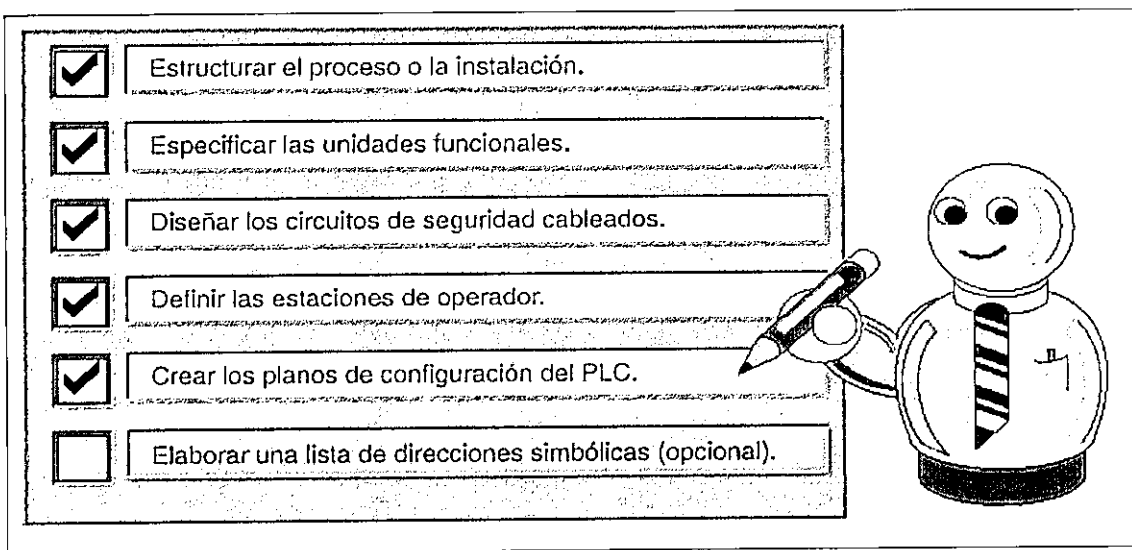 Estructurar el proceso o la instalación.
Especificar las unidades funcionales.
Diseñar los circuitos de seguridad cableados.
Definir las estaciones de operador.
Crear los planos de configuración del PLC.
Elaborar una lista de direcciones simbólicas (opcional).